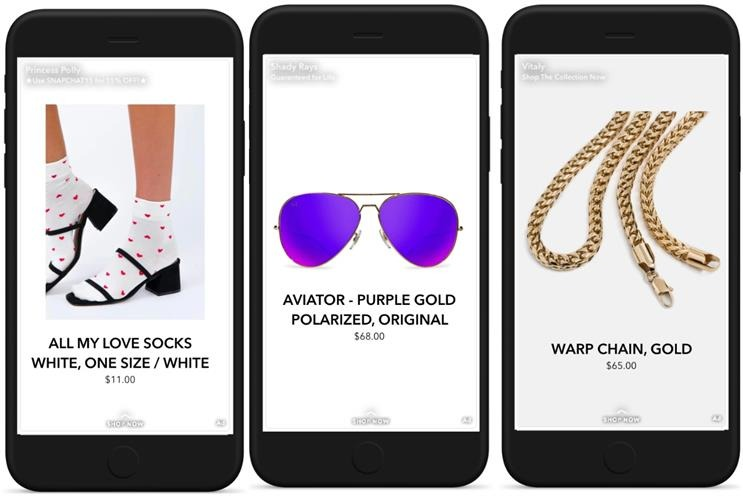 Princess Polly
★Use SNAPCHAT15 for 15% OFF!★
ALL MY LOVE SOCKS
WHITE, ONE SIZE / WHITE
$11.00
SHOP NOW
Ad
Shady Rays
Guaranteed for Life
AVIATOR - PURPLE GOLD
POLARIZED, ORIGINAL
$68.00
SHOP NOW
Ad
Vitaly
Shop The Collection Now
WARP CHAIN, GOLD
$65.00
SHOP NOW
Ad